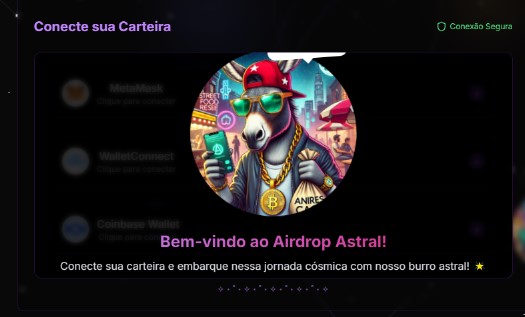 Conecte sua Carteira
Conexão Segura
MetaMask
Clique para conectar
WalletConnect
Clique para conectar
Coinbase Wallet
Clique para conectar
STREET
FOOD
Bem-vindo ao Airdrop Astral!
Conecte sua carteira e embarque nessa jornada cósmica com nosso burro astral! ⭐